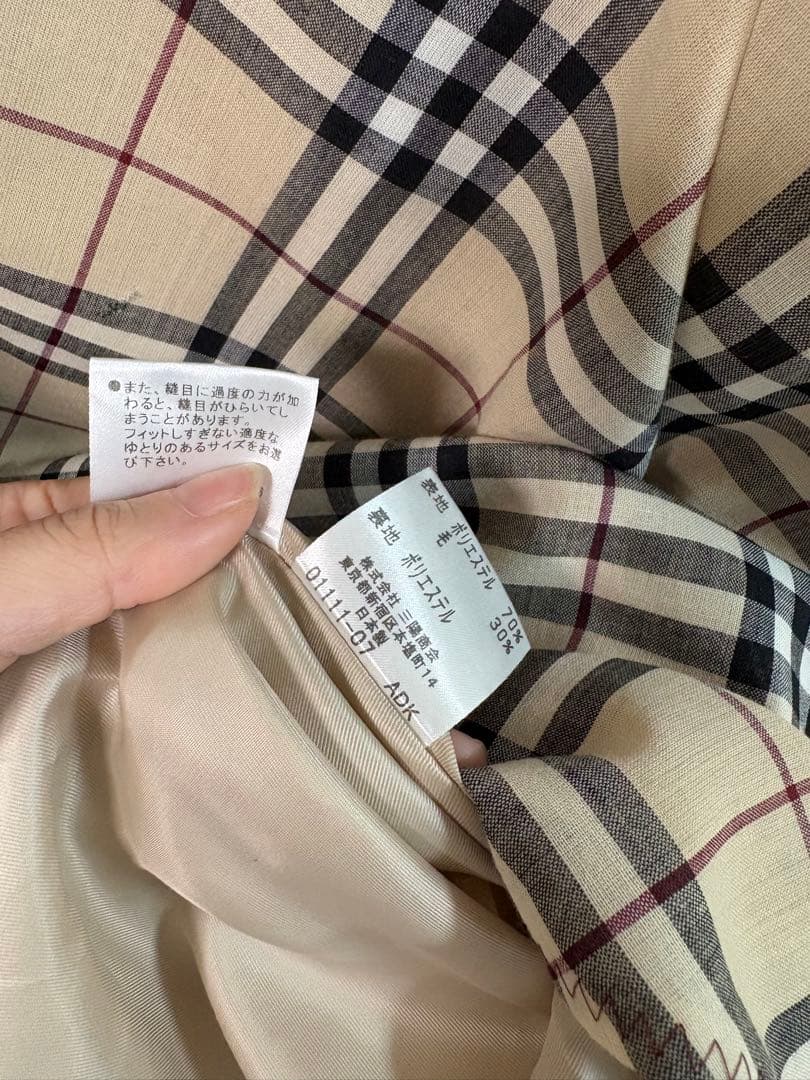 ●また、縫目に過度の力が加
わると、縫目がひらいてし
まうことがあります。
フィットしすぎない適度な
ゆとりのあるサイズをお選
び下さい。
表地 ポリエステル 70%
毛 30%
裏地 ポリエステル
株式会社 三陽商会
東京都新宿区本塩町14
日本製
01111-07 ADK